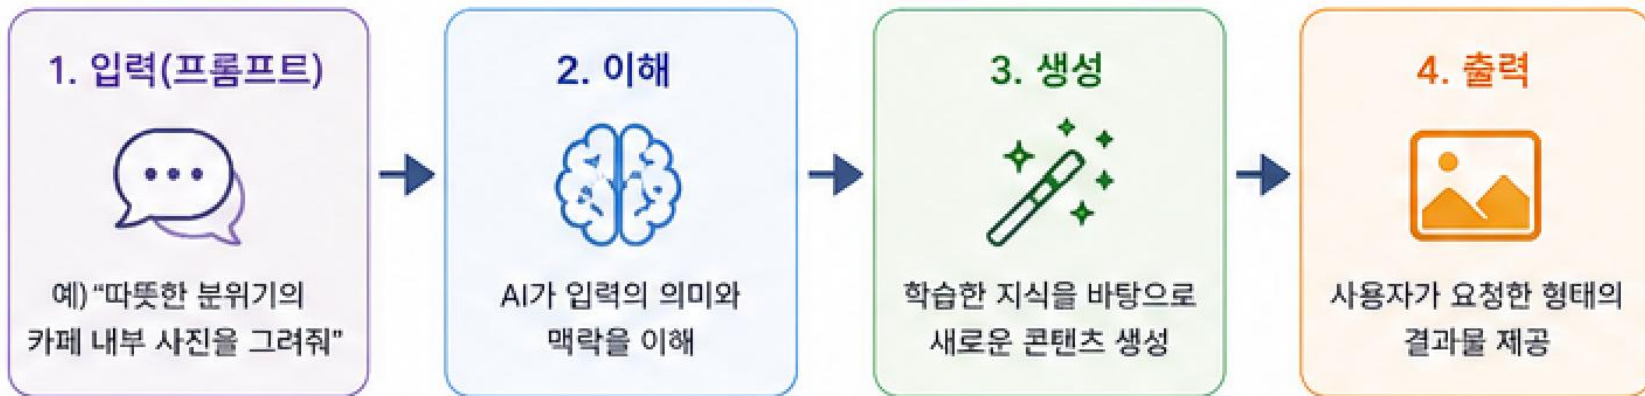 1. 입력(프롬프트)
예) “따뜻한 분위기의
카페 내부 사진을 그려줘”
2. 이해
AI가 입력의 의미와
맥락을 이해
3. 생성
학습한 지식을 바탕으로
새로운 콘텐츠 생성
4. 출력
사용자가 요청한 형태의
결과물 제공